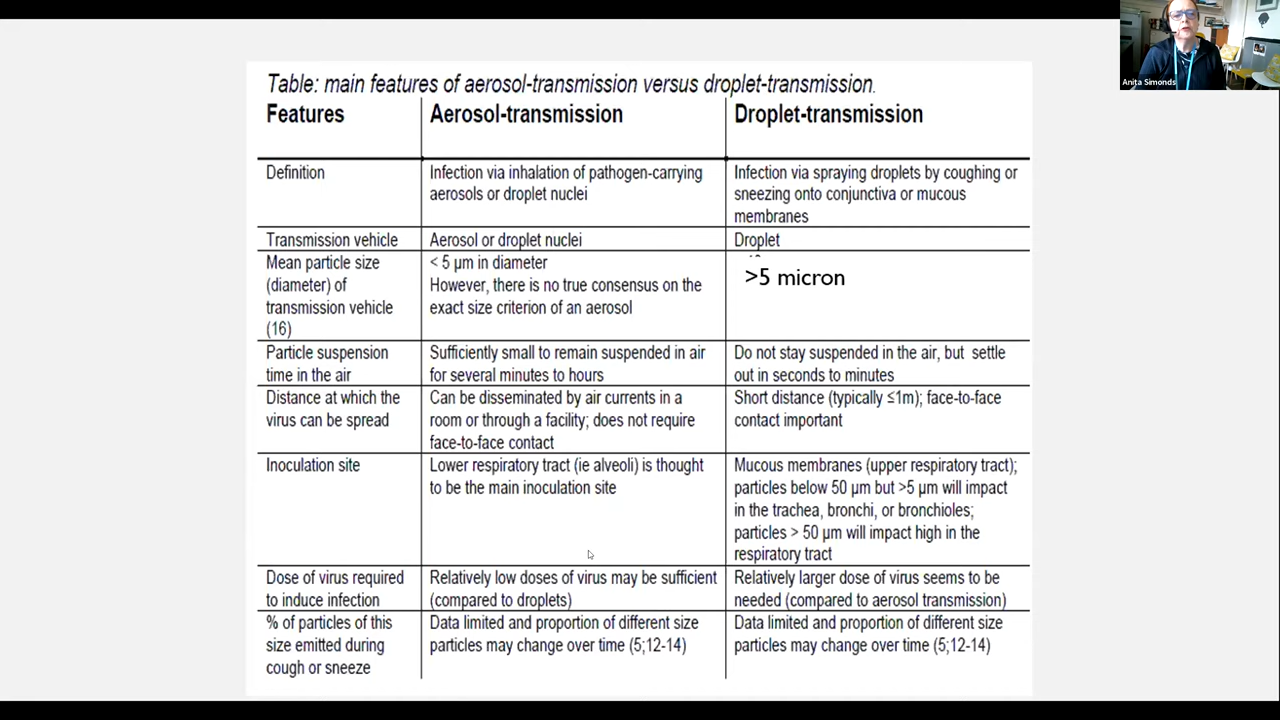 Anita Simonds
Table: main features of aerosol-transmission versus droplet-transmission.
Features
Aerosol-transmission
Droplet-transmission
Definition
Infection via inhalation of pathogen-carrying
aerosols or droplet nuclei
Infection via spraying droplets by coughing or
sneezing onto conjunctiva or mucous
membranes
Transmission vehicle
Aerosol or droplet nuclei
Droplet
Mean particle size
(diameter) of
transmission vehicle
(16)
< 5 µm in diameter
However, there is no true consensus on the
exact size criterion of an aerosol
>5 micron
Particle suspension
time in the air
Sufficiently small to remain suspended in air
for several minutes to hours
Do not stay suspended in the air, but settle
out in seconds to minutes
Distance at which the
virus can be spread
Can be disseminated by air currents in a
room or through a facility; does not require
face-to-face contact
Short distance (typically ≤1m); face-to-face
contact important
Inoculation site
Lower respiratory tract (ie alveoli) is thought
to be the main inoculation site
Mucous membranes (upper respiratory tract);
particles below 50 µm but >5 µm will impact
in the trachea, bronchi, or bronchioles;
particles > 50 µm will impact high in the
respiratory tract
Dose of virus required
to induce infection
Relatively low doses of virus may be sufficient
(compared to droplets)
Relatively larger dose of virus seems to be
needed (compared to aerosol transmission)
% of particles of this
size emitted during
cough or sneeze
Data limited and proportion of different size
particles may change over time (5;12-14)
Data limited and proportion of different size
particles may change over time (5;12-14)